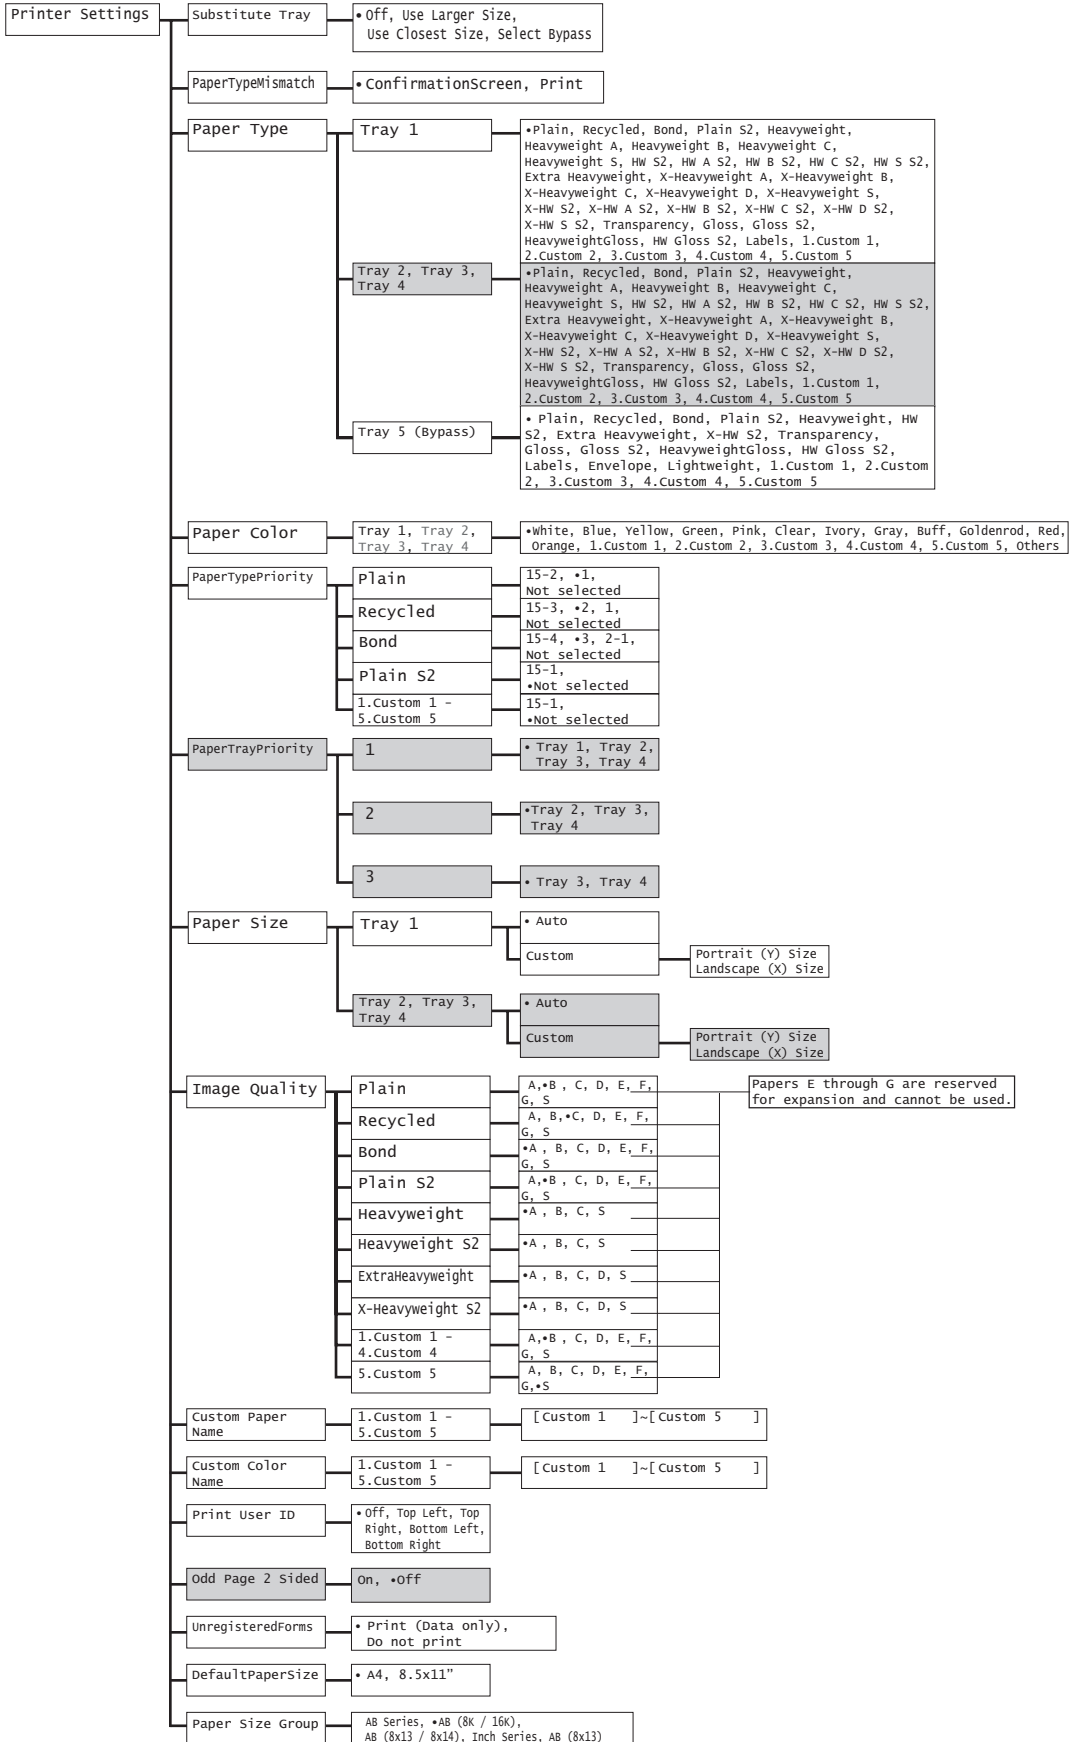 Printer Settings
Substitute Tray
• Off, Use Larger Size,
Use Closest Size, Select Bypass
PaperTypeMismatch
• ConfirmationScreen, Print
Paper Type
Tray 1
•Plain, Recycled, Bond, Plain S2, Heavyweight,
Heavyweight A, Heavyweight B, Heavyweight C,
Heavyweight S, HW S2, HW A S2, HW B S2, HW C S2, HW S S2,
Extra Heavyweight, X-Heavyweight A, X-Heavyweight B,
X-Heavyweight C, X-Heavyweight D, X-Heavyweight S,
X-HW S2, X-HW A S2, X-HW B S2, X-HW C S2, X-HW D S2,
X-HW S S2, Transparency, Gloss, Gloss S2,
HeavyweightGloss, HW Gloss S2, Labels, 1.Custom 1,
2.Custom 2, 3.Custom 3, 4.Custom 4, 5.Custom 5
Tray 2, Tray 3,
Tray 4
•Plain, Recycled, Bond, Plain S2, Heavyweight,
Heavyweight A, Heavyweight B, Heavyweight C,
Heavyweight S, HW S2, HW A S2, HW B S2, HW C S2, HW S S2,
Extra Heavyweight, X-Heavyweight A, X-Heavyweight B,
X-Heavyweight C, X-Heavyweight D, X-Heavyweight S,
X-HW S2, X-HW A S2, X-HW B S2, X-HW C S2, X-HW D S2,
X-HW S S2, Transparency, Gloss, Gloss S2,
HeavyweightGloss, HW Gloss S2, Labels, 1.Custom 1,
2.Custom 2, 3.Custom 3, 4.Custom 4, 5.Custom 5
Tray 5 (Bypass)
• Plain, Recycled, Bond, Plain S2, Heavyweight, HW
S2, Extra Heavyweight, X-HW S2, Transparency,
Gloss, Gloss S2, HeavyweightGloss, HW Gloss S2,
Labels, Envelope, Lightweight, 1.Custom 1, 2.Custom
2, 3.Custom 3, 4.Custom 4, 5.Custom 5
Paper Color
Tray 1, Tray 2,
Tray 3, Tray 4
•White, Blue, Yellow, Green, Pink, Clear, Ivory, Gray, Buff, Goldenrod, Red,
Orange, 1.Custom 1, 2.Custom 2, 3.Custom 3, 4.Custom 4, 5.Custom 5, Others
PaperTypePriority
Plain
15-2, •1,
Not selected
Recycled
15-3, •2, 1,
Not selected
Bond
15-4, •3, 2-1,
Not selected
Plain S2
15-1,
•Not selected
1.Custom 1 -
5.Custom 5
15-1,
•Not selected
PaperTrayPriority
1
• Tray 1, Tray 2,
Tray 3, Tray 4
2
•Tray 2, Tray 3,
Tray 4
3
• Tray 3, Tray 4
Paper Size
Tray 1
• Auto
Custom
Portrait (Y) Size
Landscape (X) Size
Tray 2, Tray 3,
Tray 4
• Auto
Custom
Portrait (Y) Size
Landscape (X) Size
Image Quality
Plain
A,•B , C, D, E, F,
G, S
Papers E through G are reserved
for expansion and cannot be used.
Recycled
A, B,•C, D, E, F,
G, S
Bond
•A , B, C, D, E, F,
G, S
Plain S2
A,•B , C, D, E, F,
G, S
Heavyweight
•A , B, C, S
Heavyweight S2
•A , B, C, S
ExtraHeavyweight
•A , B, C, D, S
X-Heavyweight S2
•A , B, C, D, S
1.Custom 1 -
4.Custom 4
A,•B , C, D, E, F,
G, S
5.Custom 5
A, B, C, D, E, F,
G,•S
Custom Paper
Name
1.Custom 1 -
5.Custom 5
[Custom 1 ]~[Custom 5 ]
Custom Color
Name
1.Custom 1 -
5.Custom 5
[Custom 1 ]~[Custom 5 ]
Print User ID
• Off, Top Left, Top
Right, Bottom Left,
Bottom Right
Odd Page 2 Sided
On, •Off
UnregisteredForms
• Print (Data only),
Do not print
DefaultPaperSize
• A4, 8.5x11”
Paper Size Group
AB Series, •AB (8K / 16K),
AB (8x13 / 8x14), Inch Series, AB (8x13)